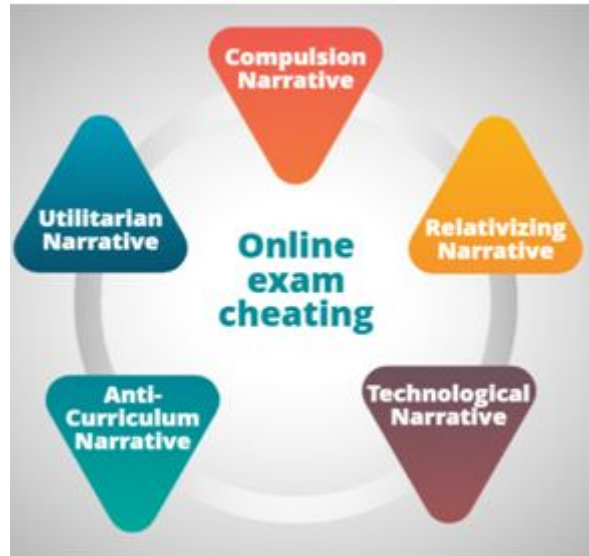 Compulsion
Narrative
Utilitarian
Narrative
Relativizing
Narrative
Online
exam
cheating
Anti-
Curriculum
Narrative
Technological
Narrative